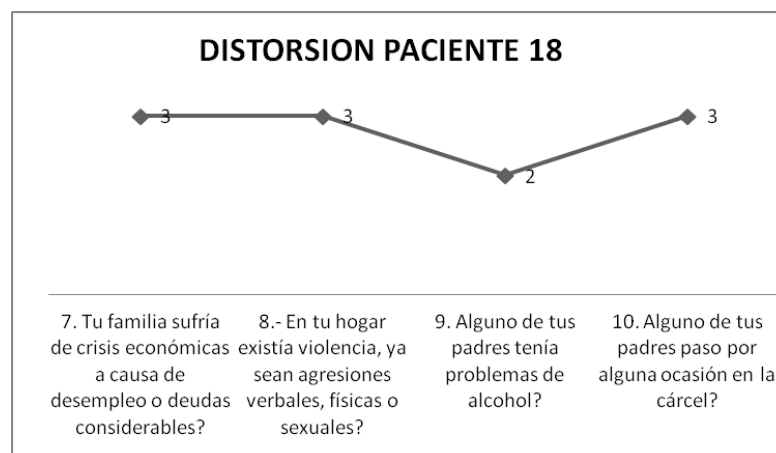 DISTORSION PACIENTE 18
3
3
2
3
7. Tu familia sufría
de crisis económicas
a causa de
desempleo o deudas
considerables?
8.- En tu hogar
existía violencia, ya
sean agresiones
verbales, físicas o
sexuales?
9. Alguno de tus
padres tenía
problemas de
alcohol?
10. Alguno de tus
padres paso por
alguna ocasión en la
cárcel?